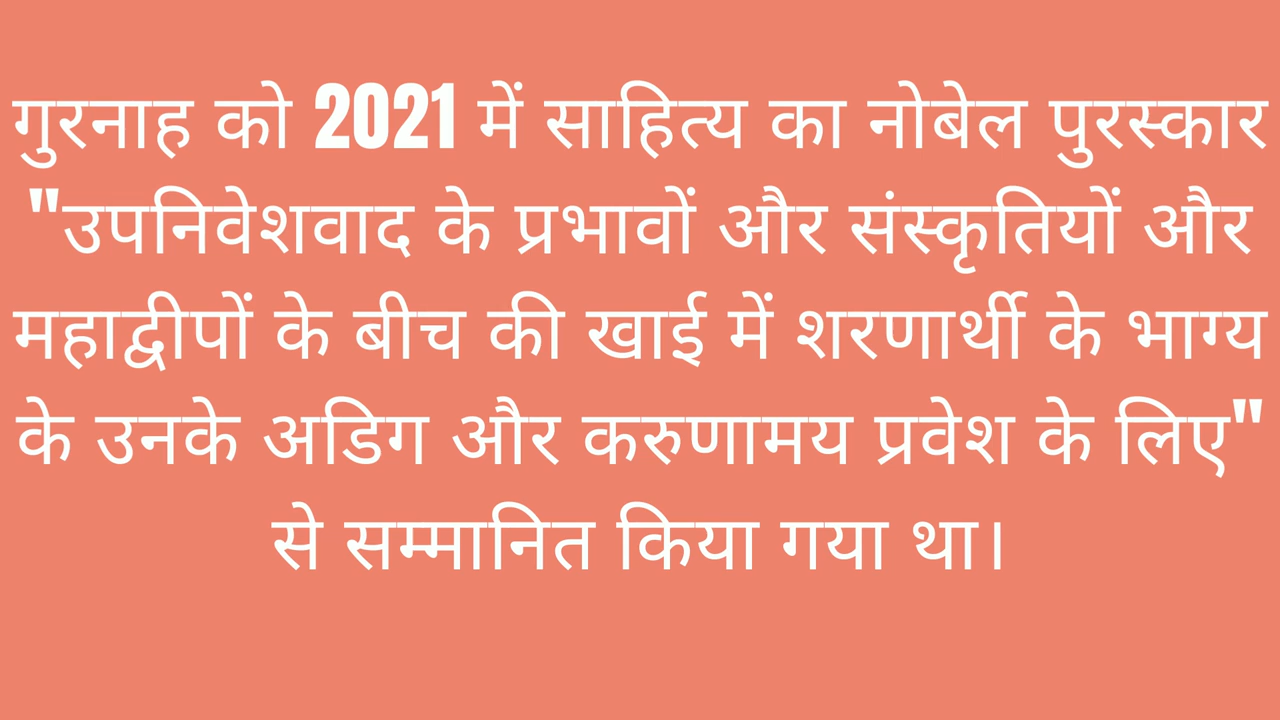 गुरनाह को 2021 में साहित्य का नोबेल पुरस्कार
"उपनिवेशवाद के प्रभावों और संस्कृतियों और
महाद्वीपों के बीच की खाई में शरणार्थी के भाग्य
के उनके अडिग और करुणामय प्रवेश के लिए"
से सम्मानित किया गया था।